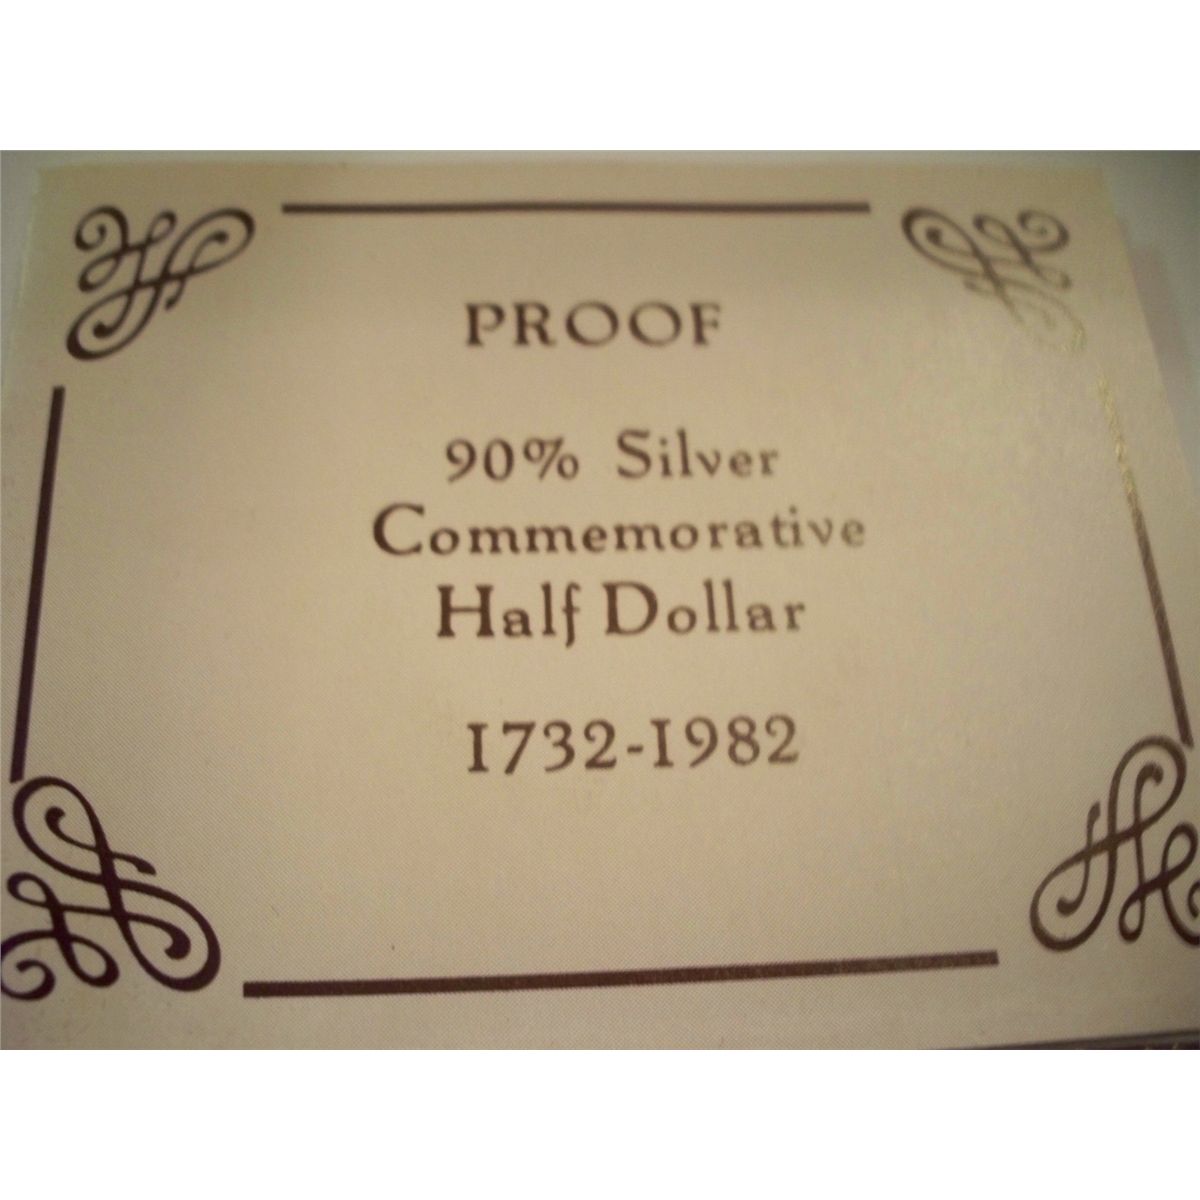 PROOF
90% Silver
Commemorative
Half Dollar
1732-1982